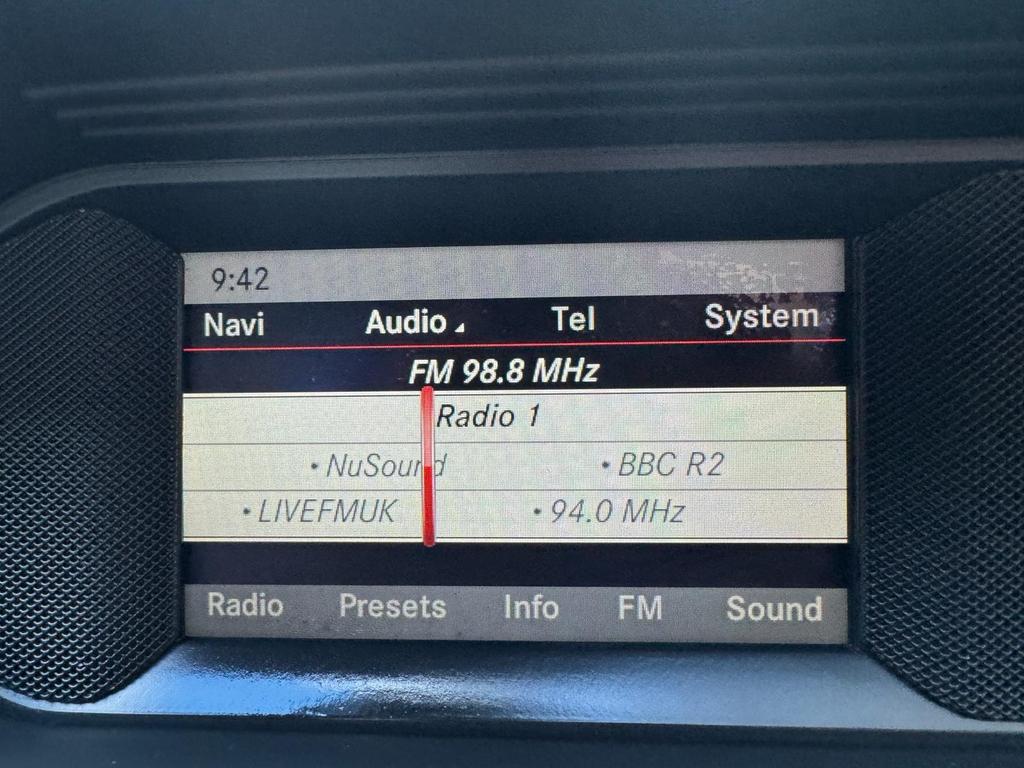 9:42
Navi Audio Tel System
FM 98.8 MHz
Radio 1
• NuSound • BBC R2
• LIVEFMUK • 94.0 MHz
Radio Presets Info FM Sound